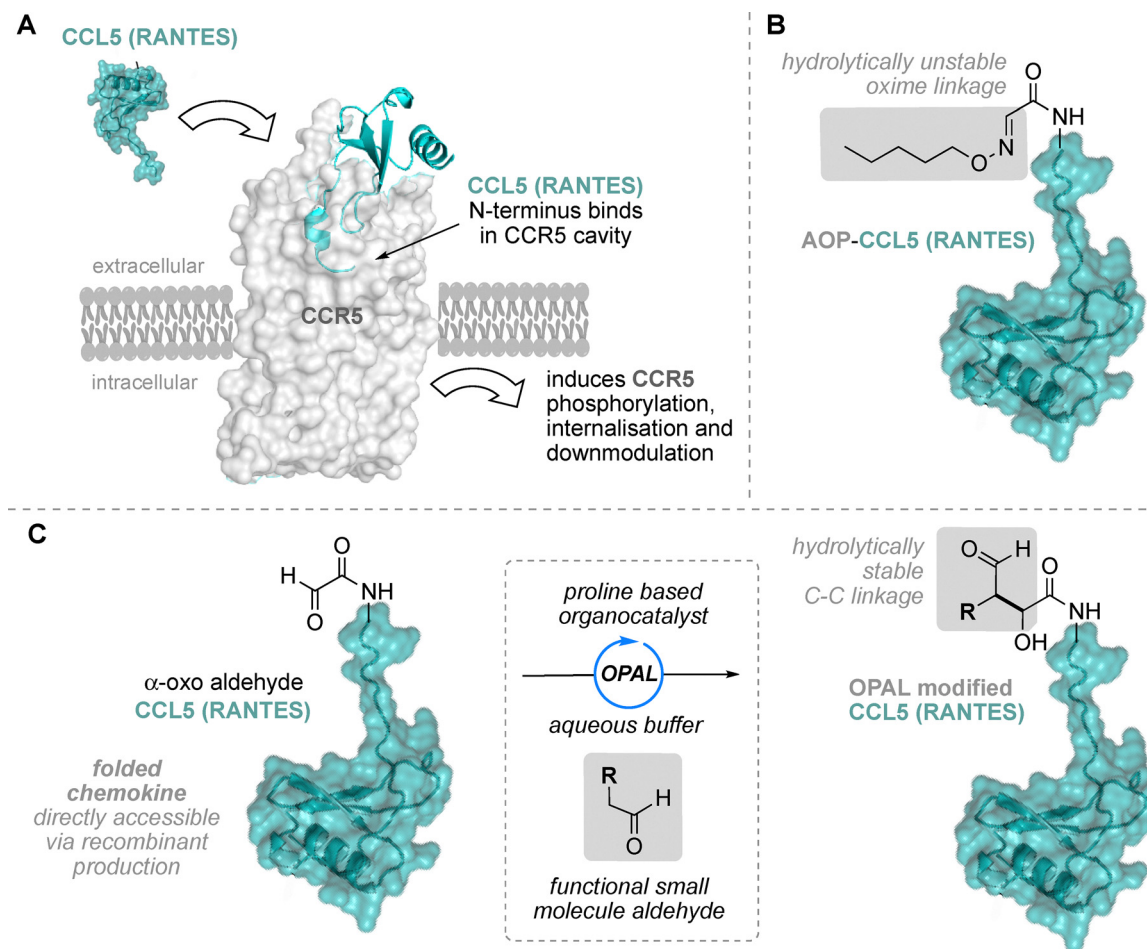 A
CCL5 (RANTES)
CCL5 (RANTES)
N-terminus binds
in CCR5 cavity
extracellular
CCR5
intracellular
induces CCR5
phosphorylation,
internalisation and
downmodulation
B
hydrolytically unstable
oxime linkage
O
NH
N
O
AOP-CCL5 (RANTES)
C
O
H
NH
O
α-oxo aldehyde
CCL5 (RANTES)
folded
chemokine
directly accessible
via recombinant
production
proline based
organocatalyst
OPAL
aqueous buffer
R
H
O
functional small
molecule aldehyde
hydrolytically
stable
C-C linkage
O
H
O
R
NH
OH
OPAL modified
CCL5 (RANTES)